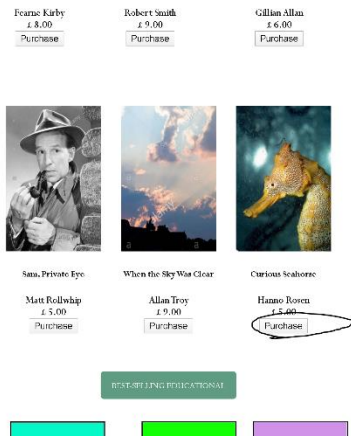 Fearne Kirby
Robert Smith
Gillian Allan
£ 8.00
£ 9.00
£ 6.00
Purchase
Purchase
Purchase
Sam, Private Eye
When the Sky Was Clear
Curious Seahorse
Matt Rollwhip
Allan Troy
Hanno Rosen
£ 5.00
£ 9.00
£ 5.00
Purchase
Purchase
Purchase
BEST-SELLING EDUCATIONAL